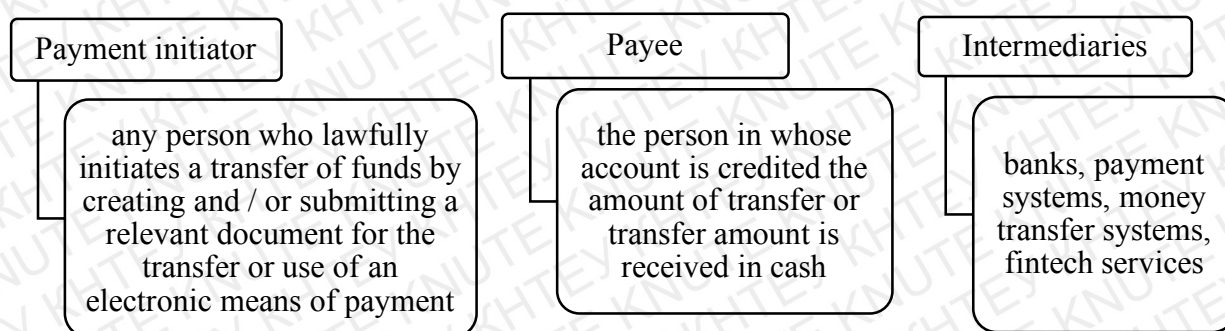 Payment initiator
any person who lawfully
initiates a transfer of funds by
creating and / or submitting a
relevant document for the
transfer or use of an
electronic means of payment
Payee
the person in whose
account is credited the
amount of transfer or
transfer amount is
received in cash
Intermediaries
banks, payment
systems, money
transfer systems,
fintech services